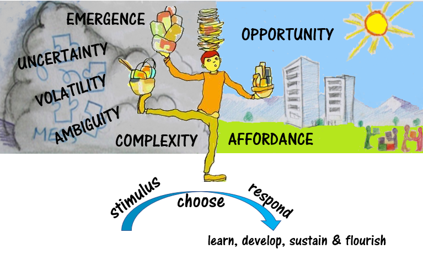 EMERGENCE
OPPORTUNITY
UNCERTAINTY
VOLATILITY
AMBIGUITY
COMPLEXITY
AFFORDANCE
stimulus
choose
respond
learn, develop, sustain & flourish